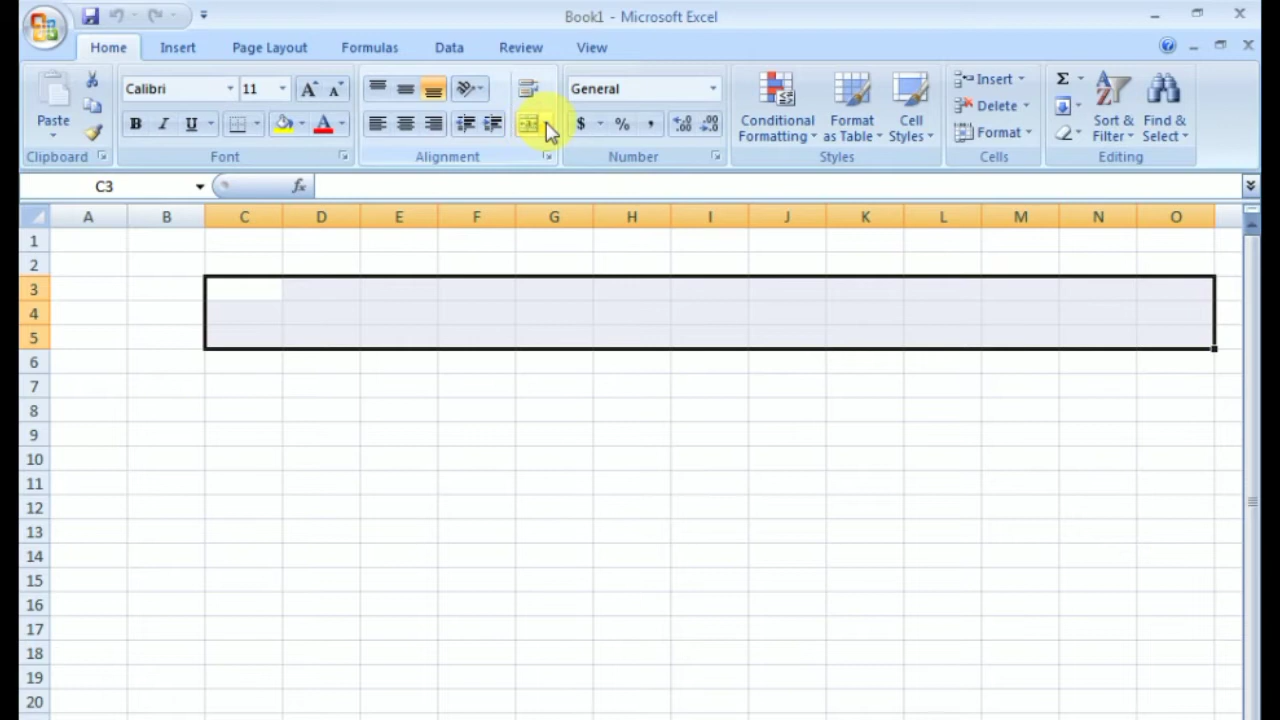 Book1 - Microsoft Excel
Home Insert Page Layout Formulas Data Review View
Paste
Clipboard
Calibri 11 A A
B I U A
Font
Alignment
General
$ % ,
Number
Conditional Formatting
Format as Table
Cell Styles
Styles
Insert
Delete
Format
Cells
Σ
Sort & Filter
Find & Select
Editing
C3 fx
A B C D E F G H I J K L M N O
1
2
3
4
5
6
7
8
9
10
11
12
13
14
15
16
17
18
19
20